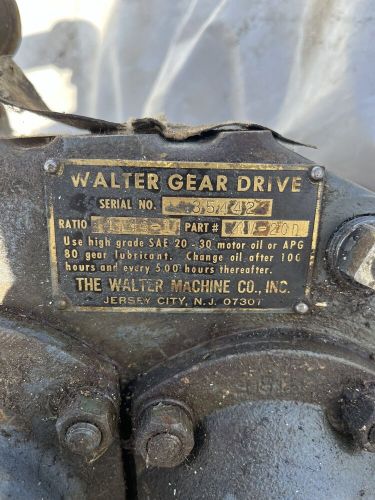 WALTER GEAR DRIVE
SERIAL NO. 35442
RATIO PART #
Use high grade SAE 20 - 30 motor oil or APG
80 gear lubricant. Change oil after 100
hours and every 500 hours thereafter.
THE WALTER MACHINE CO., INC.
JERSEY CITY, N.J. 07307